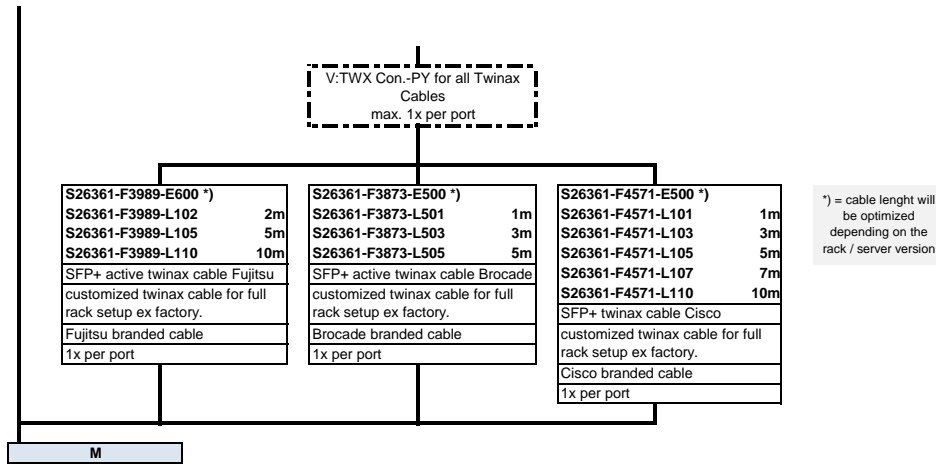 V:TWX Con.-PY for all Twinax
Cables
max. 1x per port
S26361-F3989-E600 *)
S26361-F3989-L102 2m
S26361-F3989-L105 5m
S26361-F3989-L110 10m
SFP+ active twinax cable Fujitsu
customized twinax cable for full
rack setup ex factory.
Fujitsu branded cable
1x per port
S26361-F3873-E500 *)
S26361-F3873-L501 1m
S26361-F3873-L503 3m
S26361-F3873-L505 5m
SFP+ active twinax cable Brocade
customized twinax cable for full
rack setup ex factory.
Brocade branded cable
1x per port
S26361-F4571-E500 *)
S26361-F4571-L101 1m
S26361-F4571-L103 3m
S26361-F4571-L105 5m
S26361-F4571-L107 7m
S26361-F4571-L110 10m
SFP+ twinax cable Cisco
customized twinax cable for full
rack setup ex factory.
Cisco branded cable
1x per port
*) = cable lenght will
be optimized
depending on the
rack / server version
M